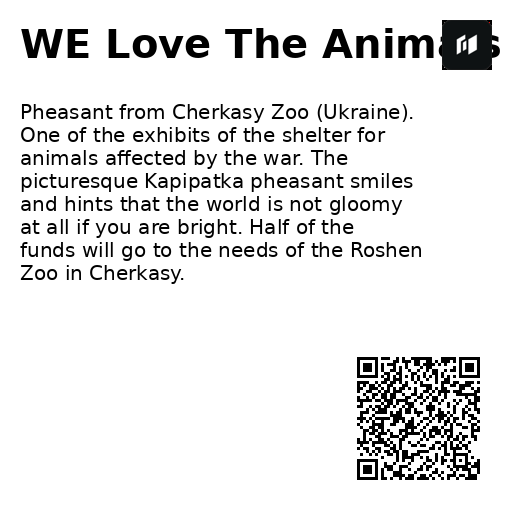 WE Love The Animals
Pheasant from Cherkasy Zoo (Ukraine).
One of the exhibits of the shelter for
animals affected by the war. The
picturesque Kapipatka pheasant smiles
and hints that the world is not gloomy
at all if you are bright. Half of the
funds will go to the needs of the Roshen
Zoo in Cherkasy.